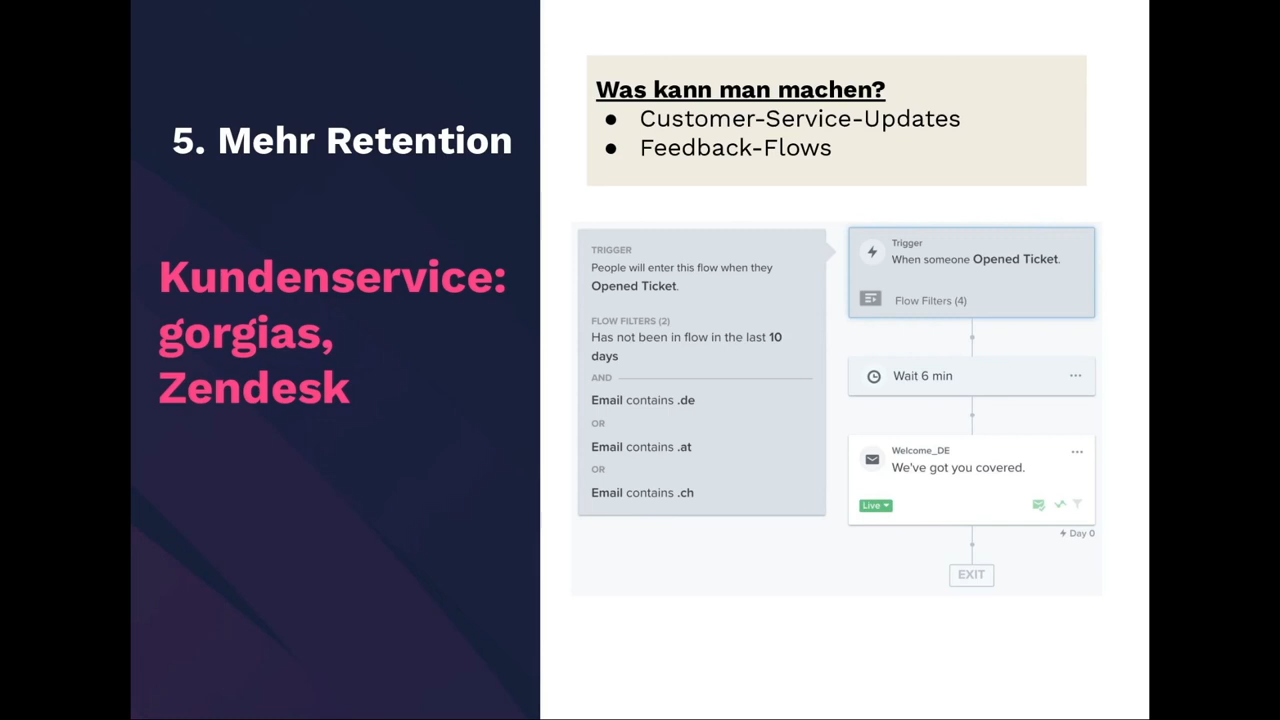 5. Mehr Retention
Kundenservice:
gorgias,
Zendesk
Was kann man machen?
● Customer-Service-Updates
● Feedback-Flows
TRIGGER
People will enter this flow when they
Opened Ticket.
FLOW FILTERS (2)
Has not been in flow in the last 10
days
AND
Email contains .de
OR
Email contains .at
OR
Email contains .ch
Trigger
When someone Opened Ticket.
Flow Filters (4)
Wait 6 min
Welcome_DE
We've got you covered.
Live
Day 0
EXIT